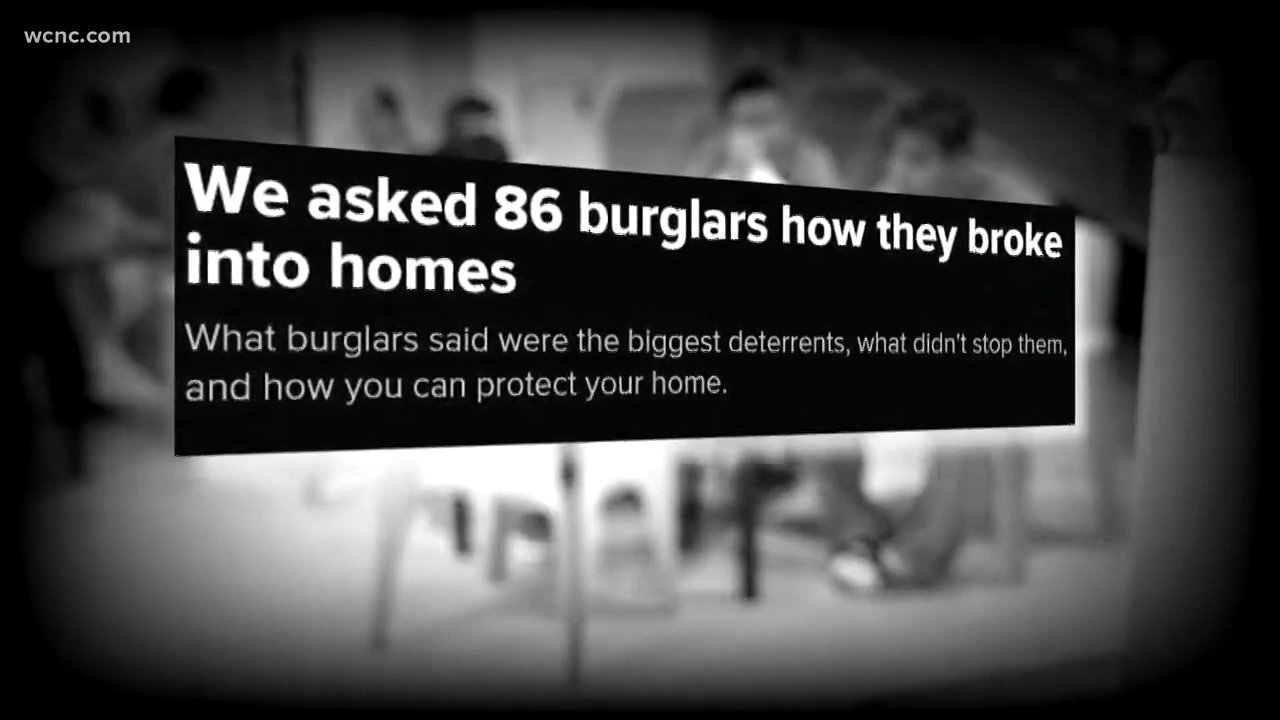 wcnc.com
We asked 86 burglars how they broke
into homes
What burglars said were the biggest deterrents, what didn't stop them,
and how you can protect your home.